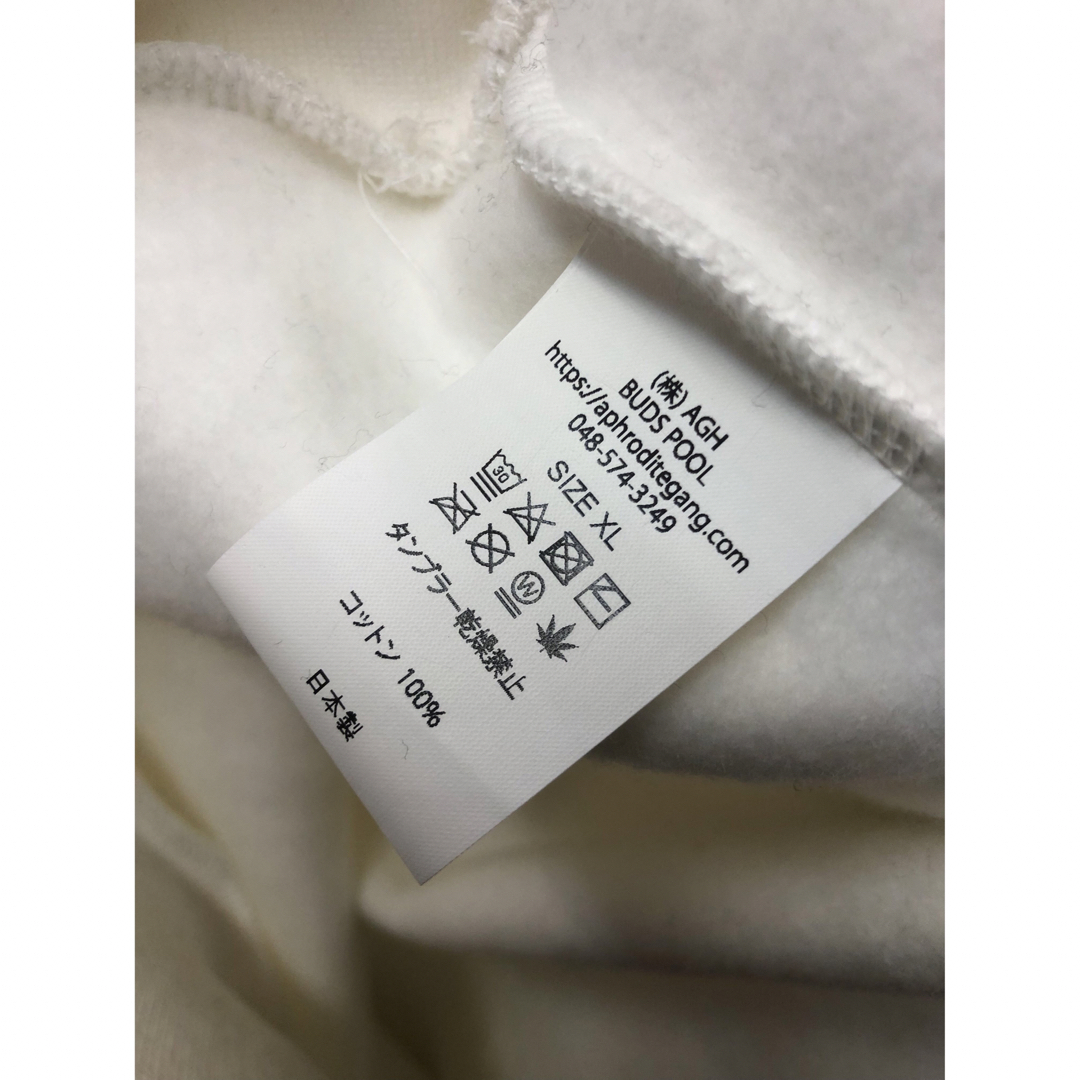 (株) AGH
BUDS POOL
https://aphroditegang.com
048-574-3249
SIZE XL
30
W
タンブラー乾燥禁止
コットン 100%
日本製